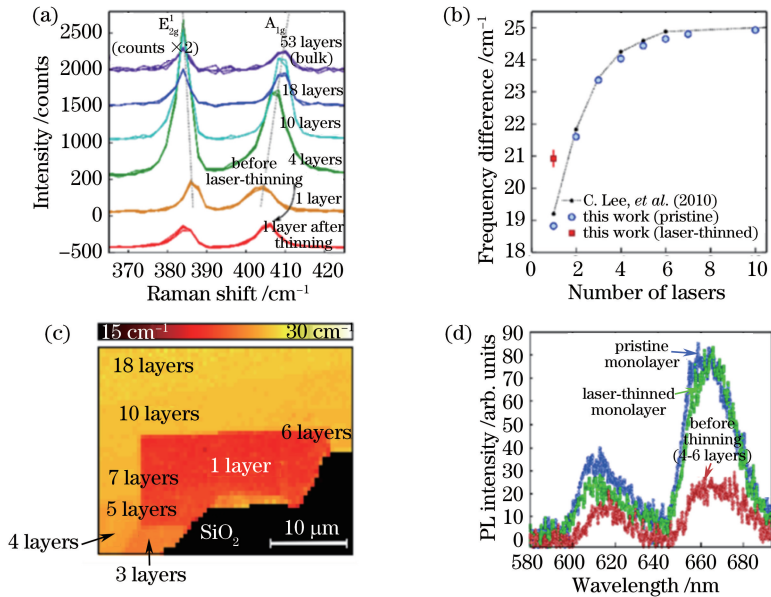 (a)
Intensity /counts
2500
2000
1500
1000
200
0
−500
E¹2g
(counts ×2)
A1g
53 layers
(bulk)
18 layers
10 layers
4 layers
before
laser-thinning
1 layer
1 layer after
thinning
370 380 390 400 410 420
Raman shift /cm⁻¹
(b)
Frequency difference /cm⁻¹
25
24
23
22
21
20
19
18
C. Lee, et al (2010)
this work (pristine)
this work (laser-thinned)
0 2 4 6 8 10
Number of lasers
(c)
15 cm⁻¹ 30 cm⁻¹
18 layers
10 layers
6 layers
1 layer
7 layers
5 layers
SiO2
10 μm
4 layers
3 layers
(d)
PL intensity /arb. units
90
80
70
60
50
40
30
20
10
0
pristine
monolayer
laser-thinned
monolayer
before
thinning
(4-6 layers)
580 600 620 640 660 680
Wavelength /nm